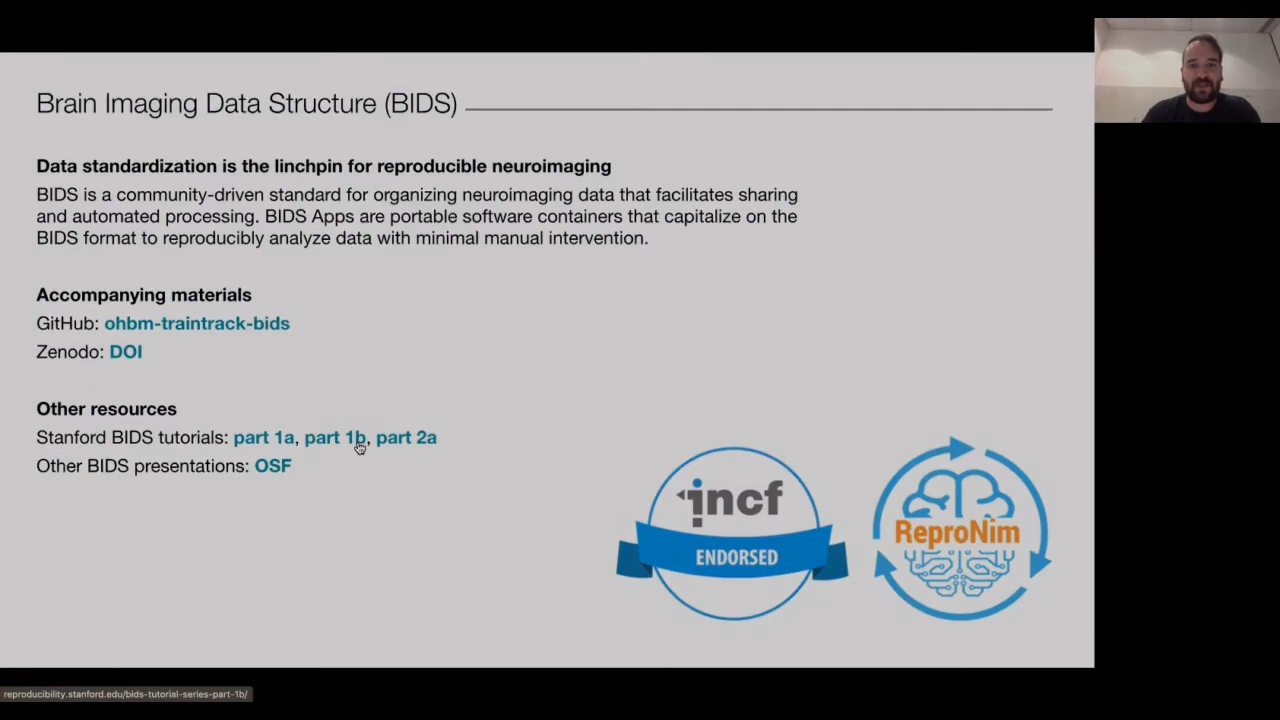 Brain Imaging Data Structure (BIDS)
Data standardization is the linchpin for reproducible neuroimaging
BIDS is a community-driven standard for organizing neuroimaging data that facilitates sharing
and automated processing. BIDS Apps are portable software containers that capitalize on the
BIDS format to reproducibly analyze data with minimal manual intervention.
Accompanying materials
GitHub: ohbm-traintrack-bids
Zenodo: DOI
Other resources
Stanford BIDS tutorials: part 1a, part 1b, part 2a
Other BIDS presentations: OSF
incf
ENDORSED
ReproNim
reproducibility.stanford.edu/bids-tutorial-series-part-1b/